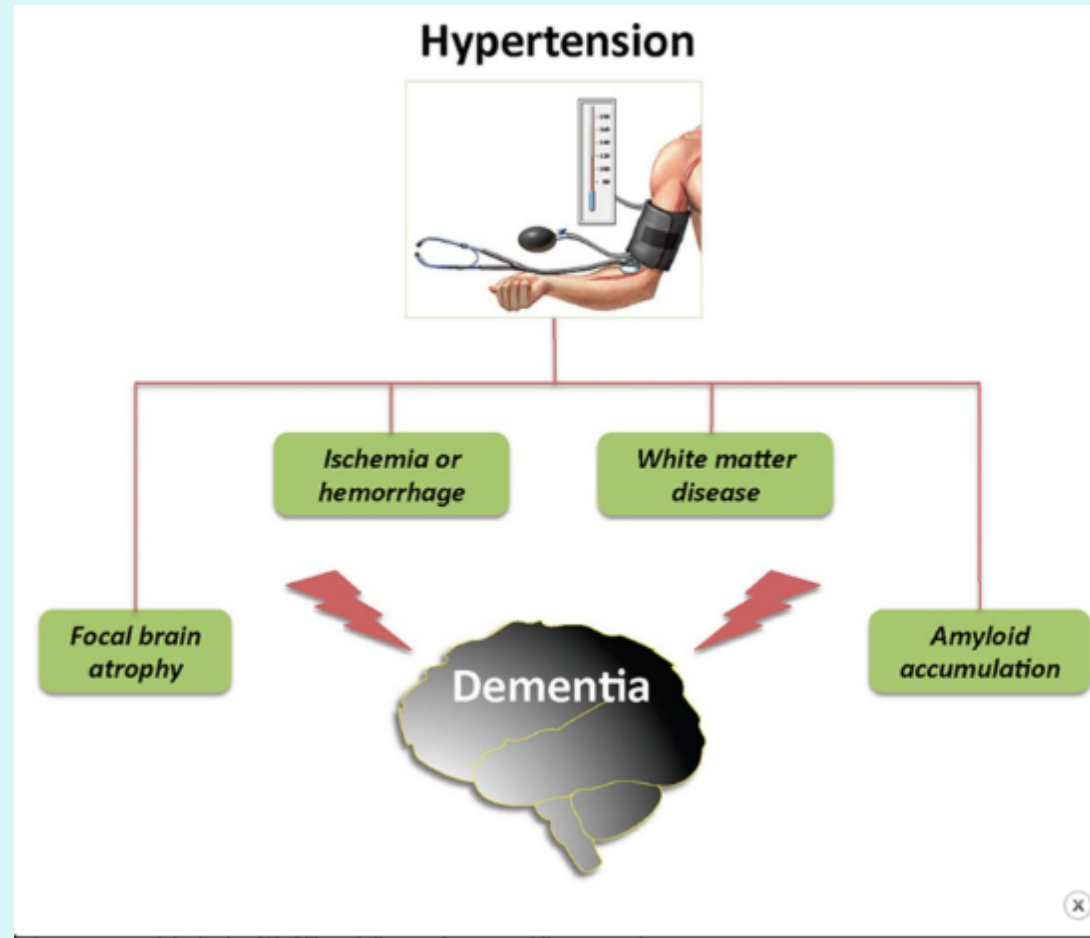 Hypertension
Ischemia or
hemorrhage
White matter
disease
Focal brain
atrophy
Dementia
Amyloid
accumulation